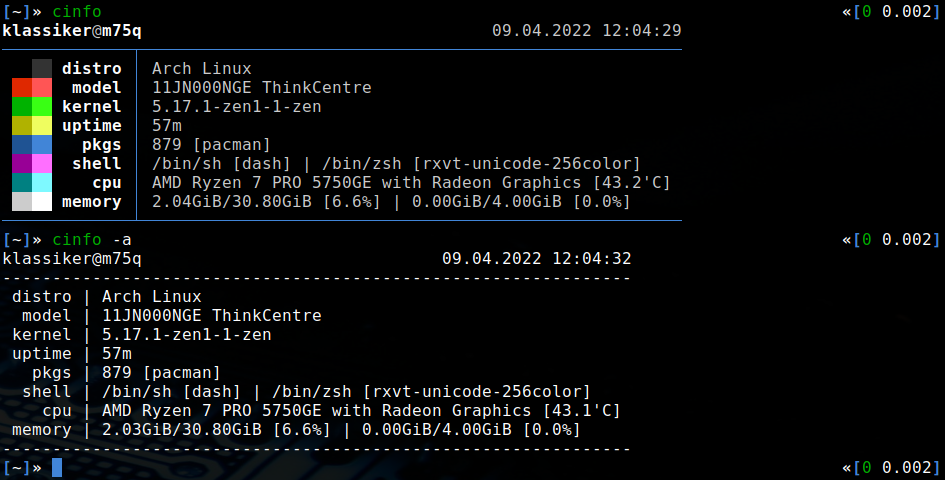 [~]» cinfo «[0 0.002]
klassiker@m75q 09.04.2022 12:04:29
distro Arch Linux
model 11JN000NGE ThinkCentre
kernel 5.17.1-zen1-1-zen
uptime 57m
pkgs 879 [pacman]
shell /bin/sh [dash] | /bin/zsh [rxvt-unicode-256color]
cpu AMD Ryzen 7 PRO 5750GE with Radeon Graphics [43.2'C]
memory 2.04GiB/30.80GiB [6.6%] | 0.00GiB/4.00GiB [0.0%]
[~]» cinfo -a «[0 0.002]
klassiker@m75q 09.04.2022 12:04:32
---------------------------------------------------------------
distro | Arch Linux
model | 11JN000NGE ThinkCentre
kernel | 5.17.1-zen1-1-zen
uptime | 57m
pkgs | 879 [pacman]
shell | /bin/sh [dash] | /bin/zsh [rxvt-unicode-256color]
cpu | AMD Ryzen 7 PRO 5750GE with Radeon Graphics [43.1'C]
memory | 2.03GiB/30.80GiB [6.6%] | 0.00GiB/4.00GiB [0.0%]
---------------------------------------------------------------
[~]» «[0 0.002]